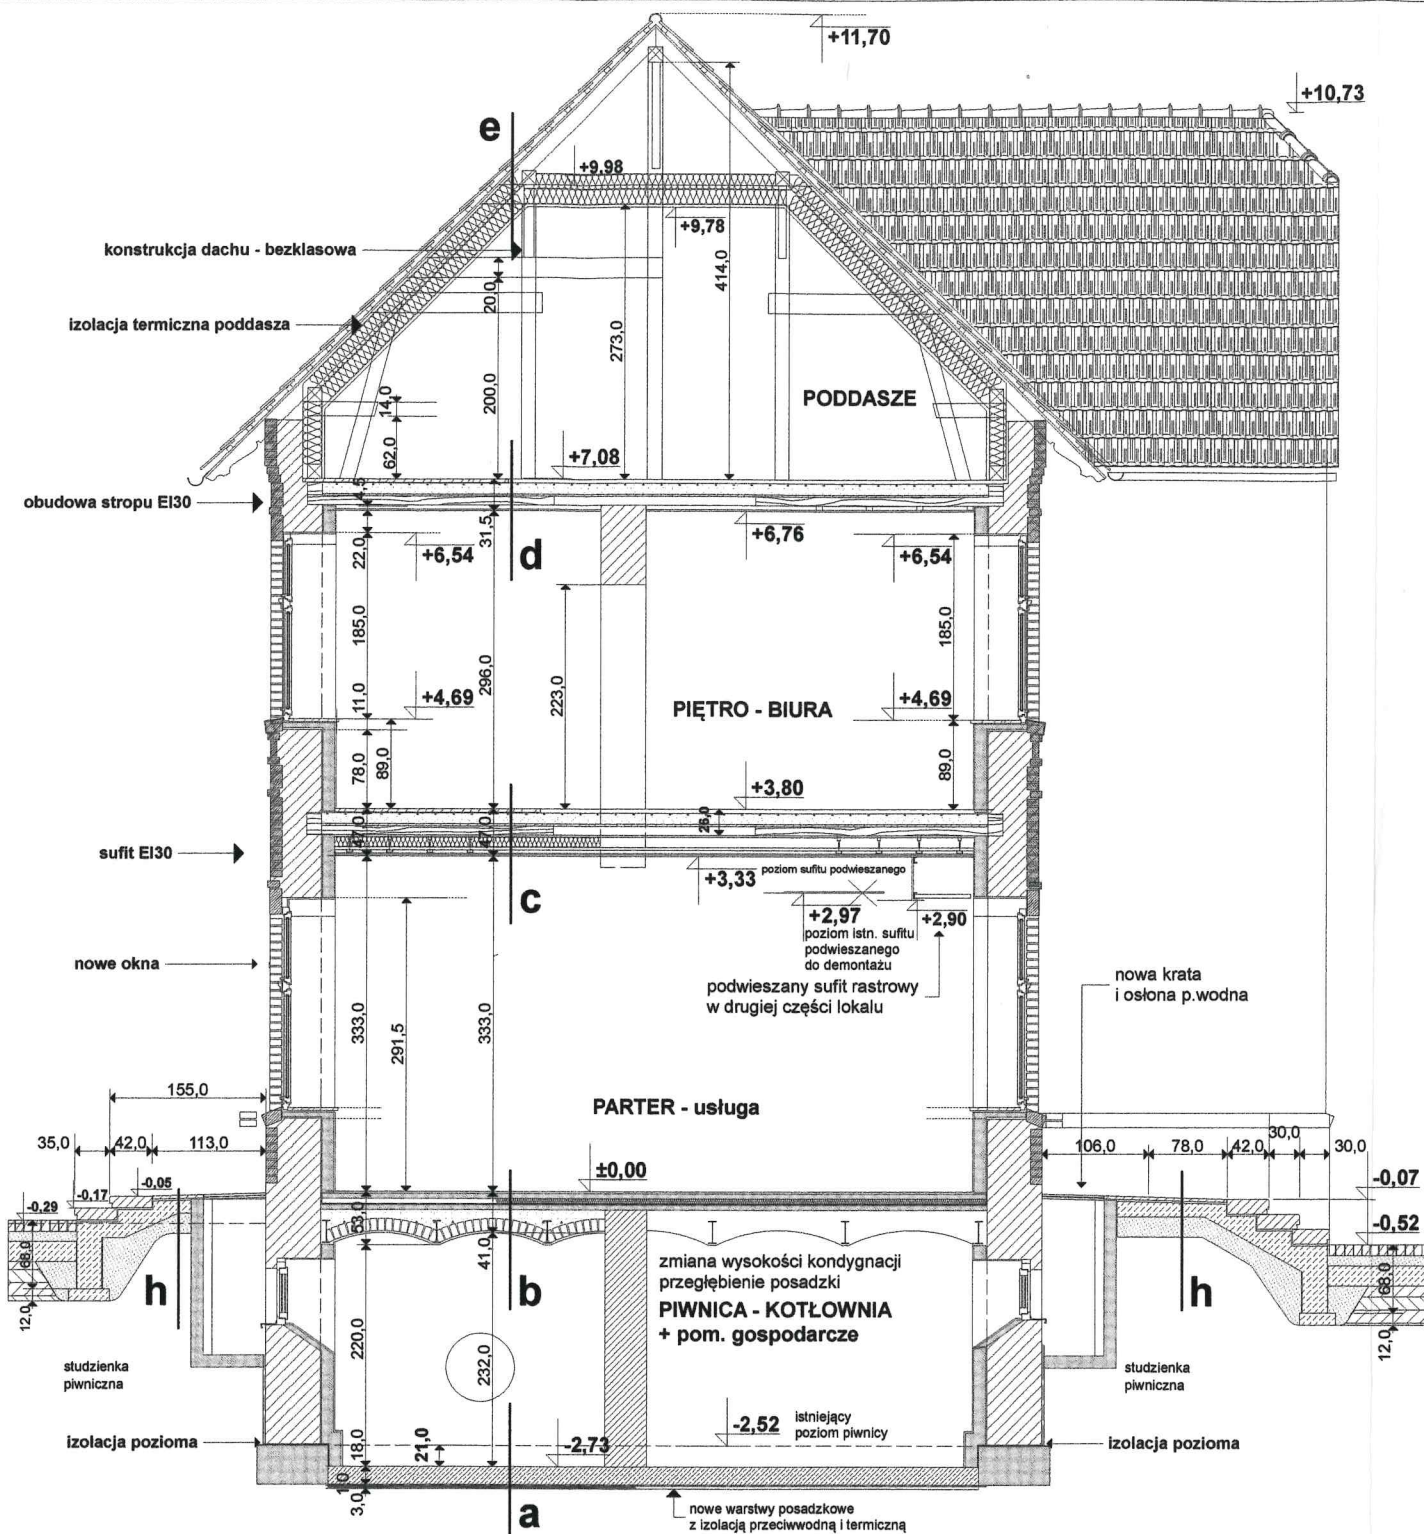 +11,70
+10,73
e
+9,98
+9,78
konstrukcja dachu - bezklasowa
20,0
414,0
izolacja termiczna poddasza
273,0
200,0
14,0
PODDASZE
62,0
+7,08
4,5
obudowa stropu EI30
31,5
+6,76
22,0
+6,54
+6,54
d
185,0
185,0
296,0
223,0
11,0
+4,69
+4,69
PIĘTRO - BIURA
78,0
89,0
89,0
+3,80
47,0
47,0
26,0
sufit EI30
+3,33
poziom sufitu podwieszanego
c
+2,97
+2,90
poziom istn. sufitu
podwieszanego
do demontażu
nowe okna
podwieszany sufit rastrowy
w drugiej części lokalu
nowa krata
i osłona p.wodna
333,0
291,5
333,0
155,0
PARTER - usługa
35,0
42,0
113,0
106,0
78,0
42,0
30,0
30,0
±0,00
-0,05
-0,17
-0,29
-0,07
-0,52
53,0
41,0
68,0
12,0
h
b
h
68,0
12,0
zmiana wysokości kondygnacji
przegłębienie posadzki
PIWNICA - KOTŁOWNIA
+ pom. gospodarcze
220,0
232,0
studzienka
piwniczna
studzienka
piwniczna
-2,52
istniejący
poziom piwnicy
izolacja pozioma
18,0
21,0
-2,73
izolacja pozioma
3,0
a
nowe warstwy posadzkowe
z izolacją przeciwwodną i termiczną